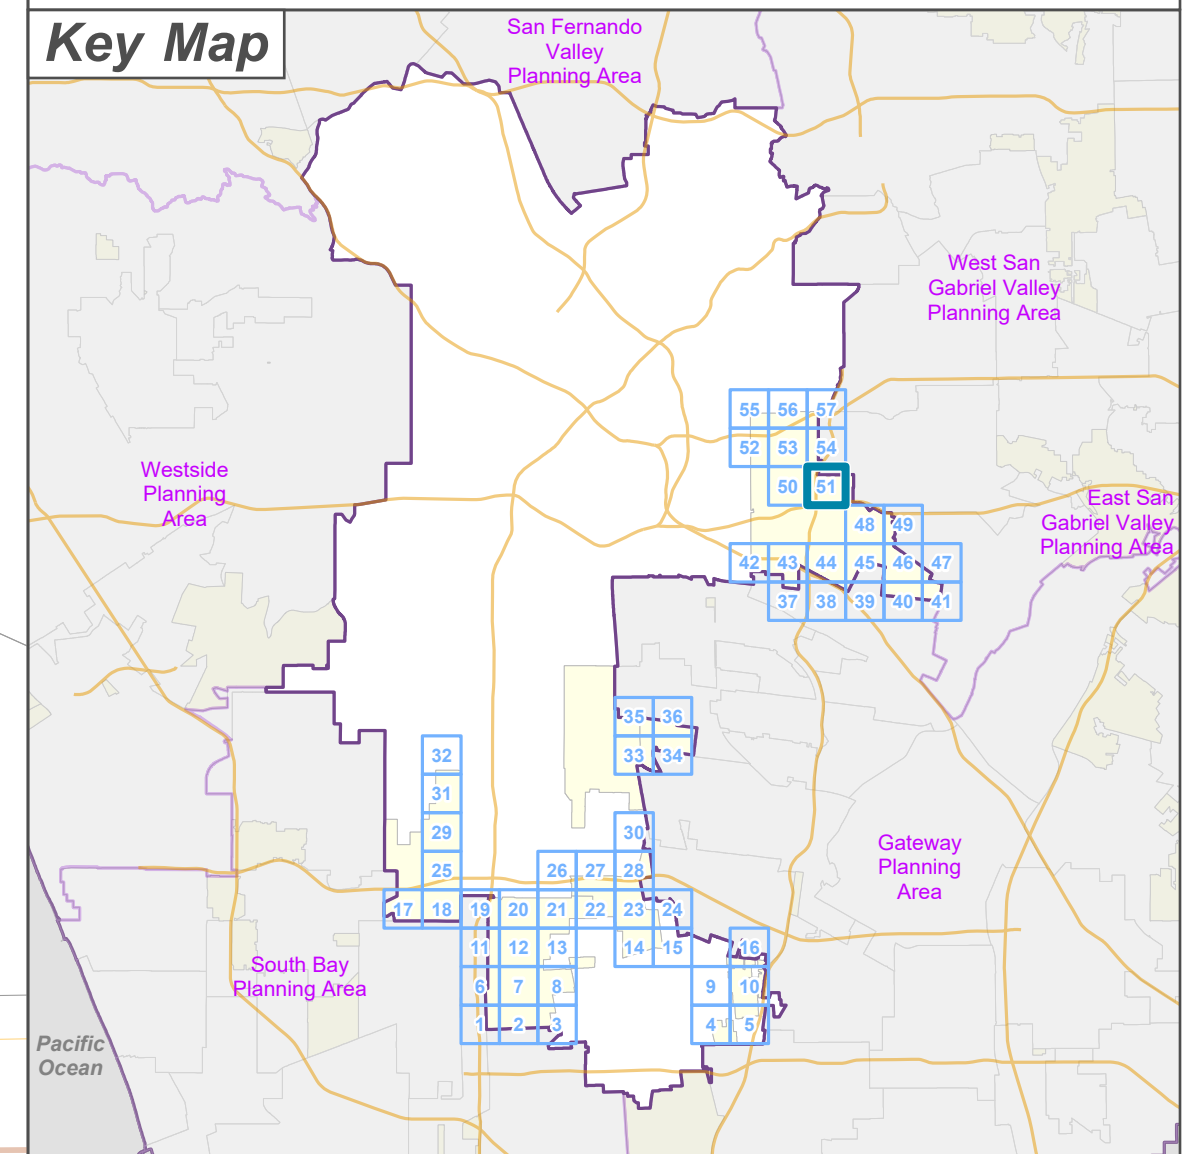 Key Map
San Fernando
Valley
Planning Area
West San
Gabriel Valley
Planning Area
55 56 57
52 53 54
Westside
Planning
Area
50 51
East San
Gabriel Valley
Planning Area
48 49
42 43 44 45 46 47
37 38 39 40 41
35 36
32
33 34
31
29 30
Gateway
Planning
Area
25 26 27 28
17 18 19 20 21 22 23 24
11 12 13 14 15 16
South Bay
Planning Area
6 7 8 9 10
1 2 3 4 5
Pacific
Ocean